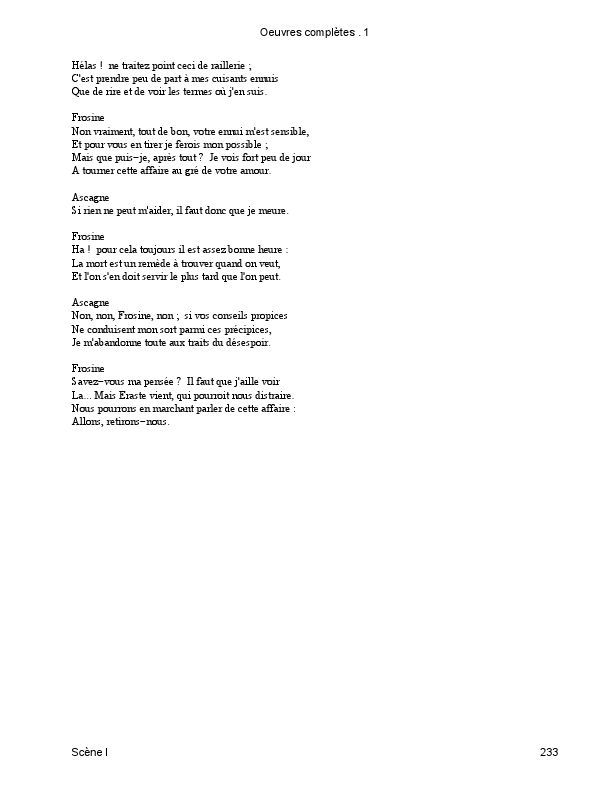 Oeuvres complètes . 1
Hélas !  ne traitez point ceci de raillerie ;
C'est prendre peu de part à mes cuisants ennuis
Que de rire et de voir les termes où j'en suis.
Frosine
Non vraiment, tout de bon, votre ennui m'est sensible,
Et pour vous en tirer je ferois mon possible ;
Mais que puis−je, après tout ?  Je vois fort peu de jour
A tourner cette affaire au gré de votre amour.
Ascagne
Si rien ne peut m'aider, il faut donc que je meure.
Frosine
Ha !  pour cela toujours il est assez bonne heure :
La mort est un remède à trouver quand on veut,
Et l'on s'en doit servir le plus tard que l'on peut.
Ascagne
Non, non, Frosine, non ;  si vos conseils propices
Ne conduisent mon sort parmi ces précipices,
Je m'abandonne toute aux traits du désespoir.
Frosine
Savez−vous ma pensée ?  Il faut que j'aille voir
La... Mais Eraste vient, qui pourroit nous distraire.
Nous pourrons en marchant parler de cette affaire :
Allons, retirons−nous.
Scène I
233